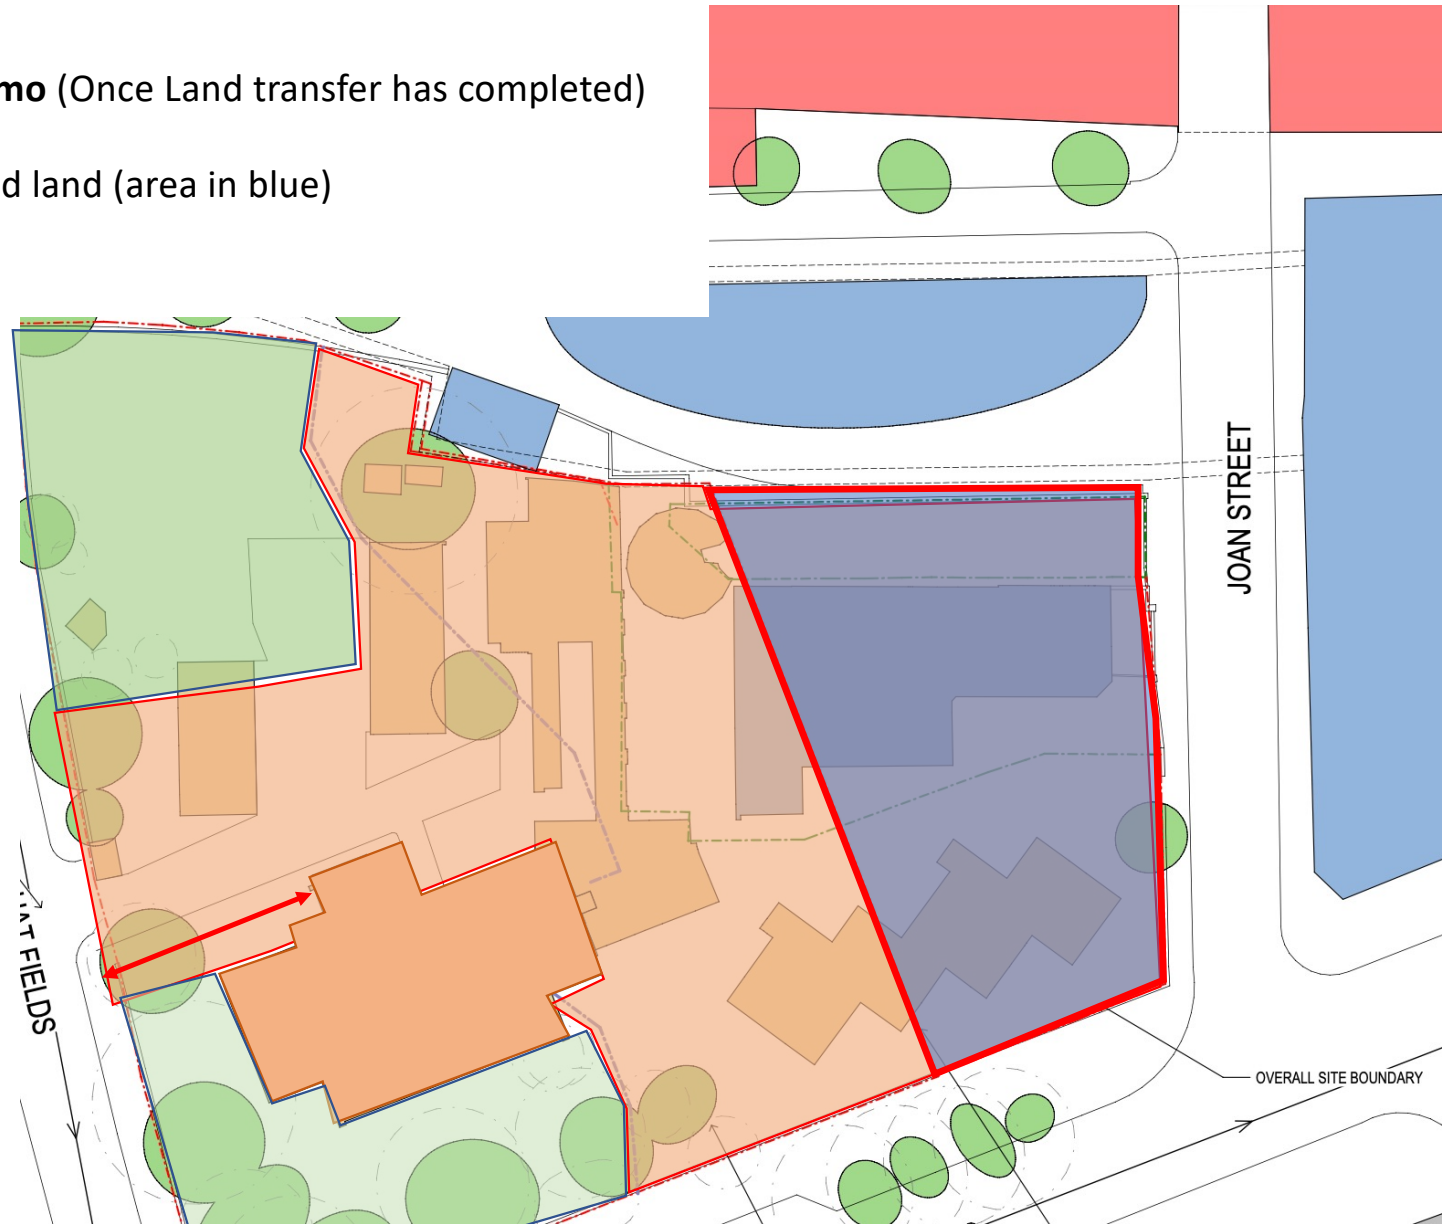 mo (Once Land transfer has completed)
d land (area in blue)
JOAN STREET
FIELDS
OVERALL SITE BOUNDARY